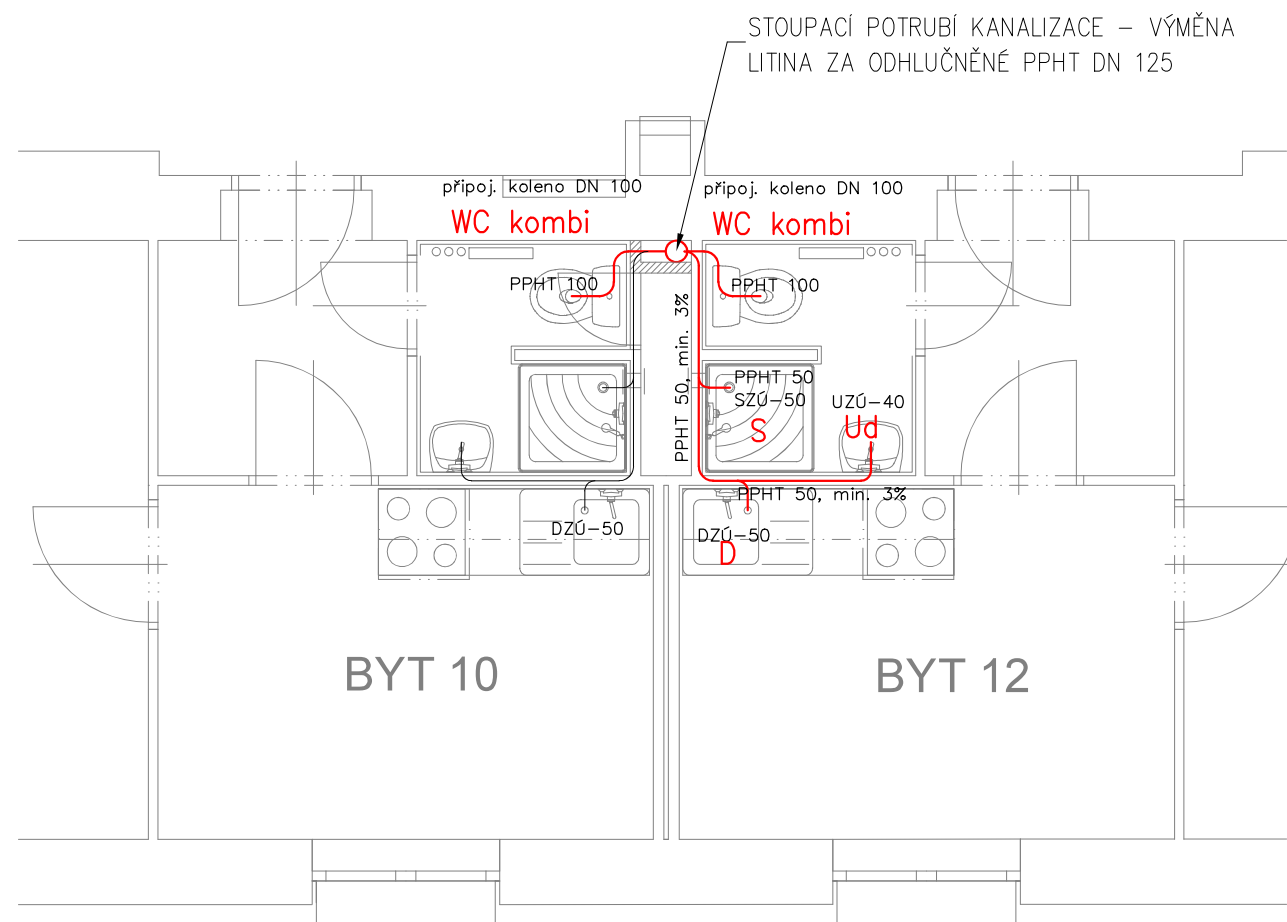 STOUPACÍ POTRUBÍ KANALIZACE – VÝMĚNA
LITINA ZA ODHLUČNĚNÉ PPHT DN 125
připoj. koleno DN 100
připoj. koleno DN 100
WC kombi
WC kombi
PPHT 100
PPHT 100
PPHT 50, min. 3%
PPHT 50
SZÚ-50
UZÚ-40
S
Ud
PPHT 50, min. 3%
DZÚ-50
DZÚ-50
D
BYT 10
BYT 12